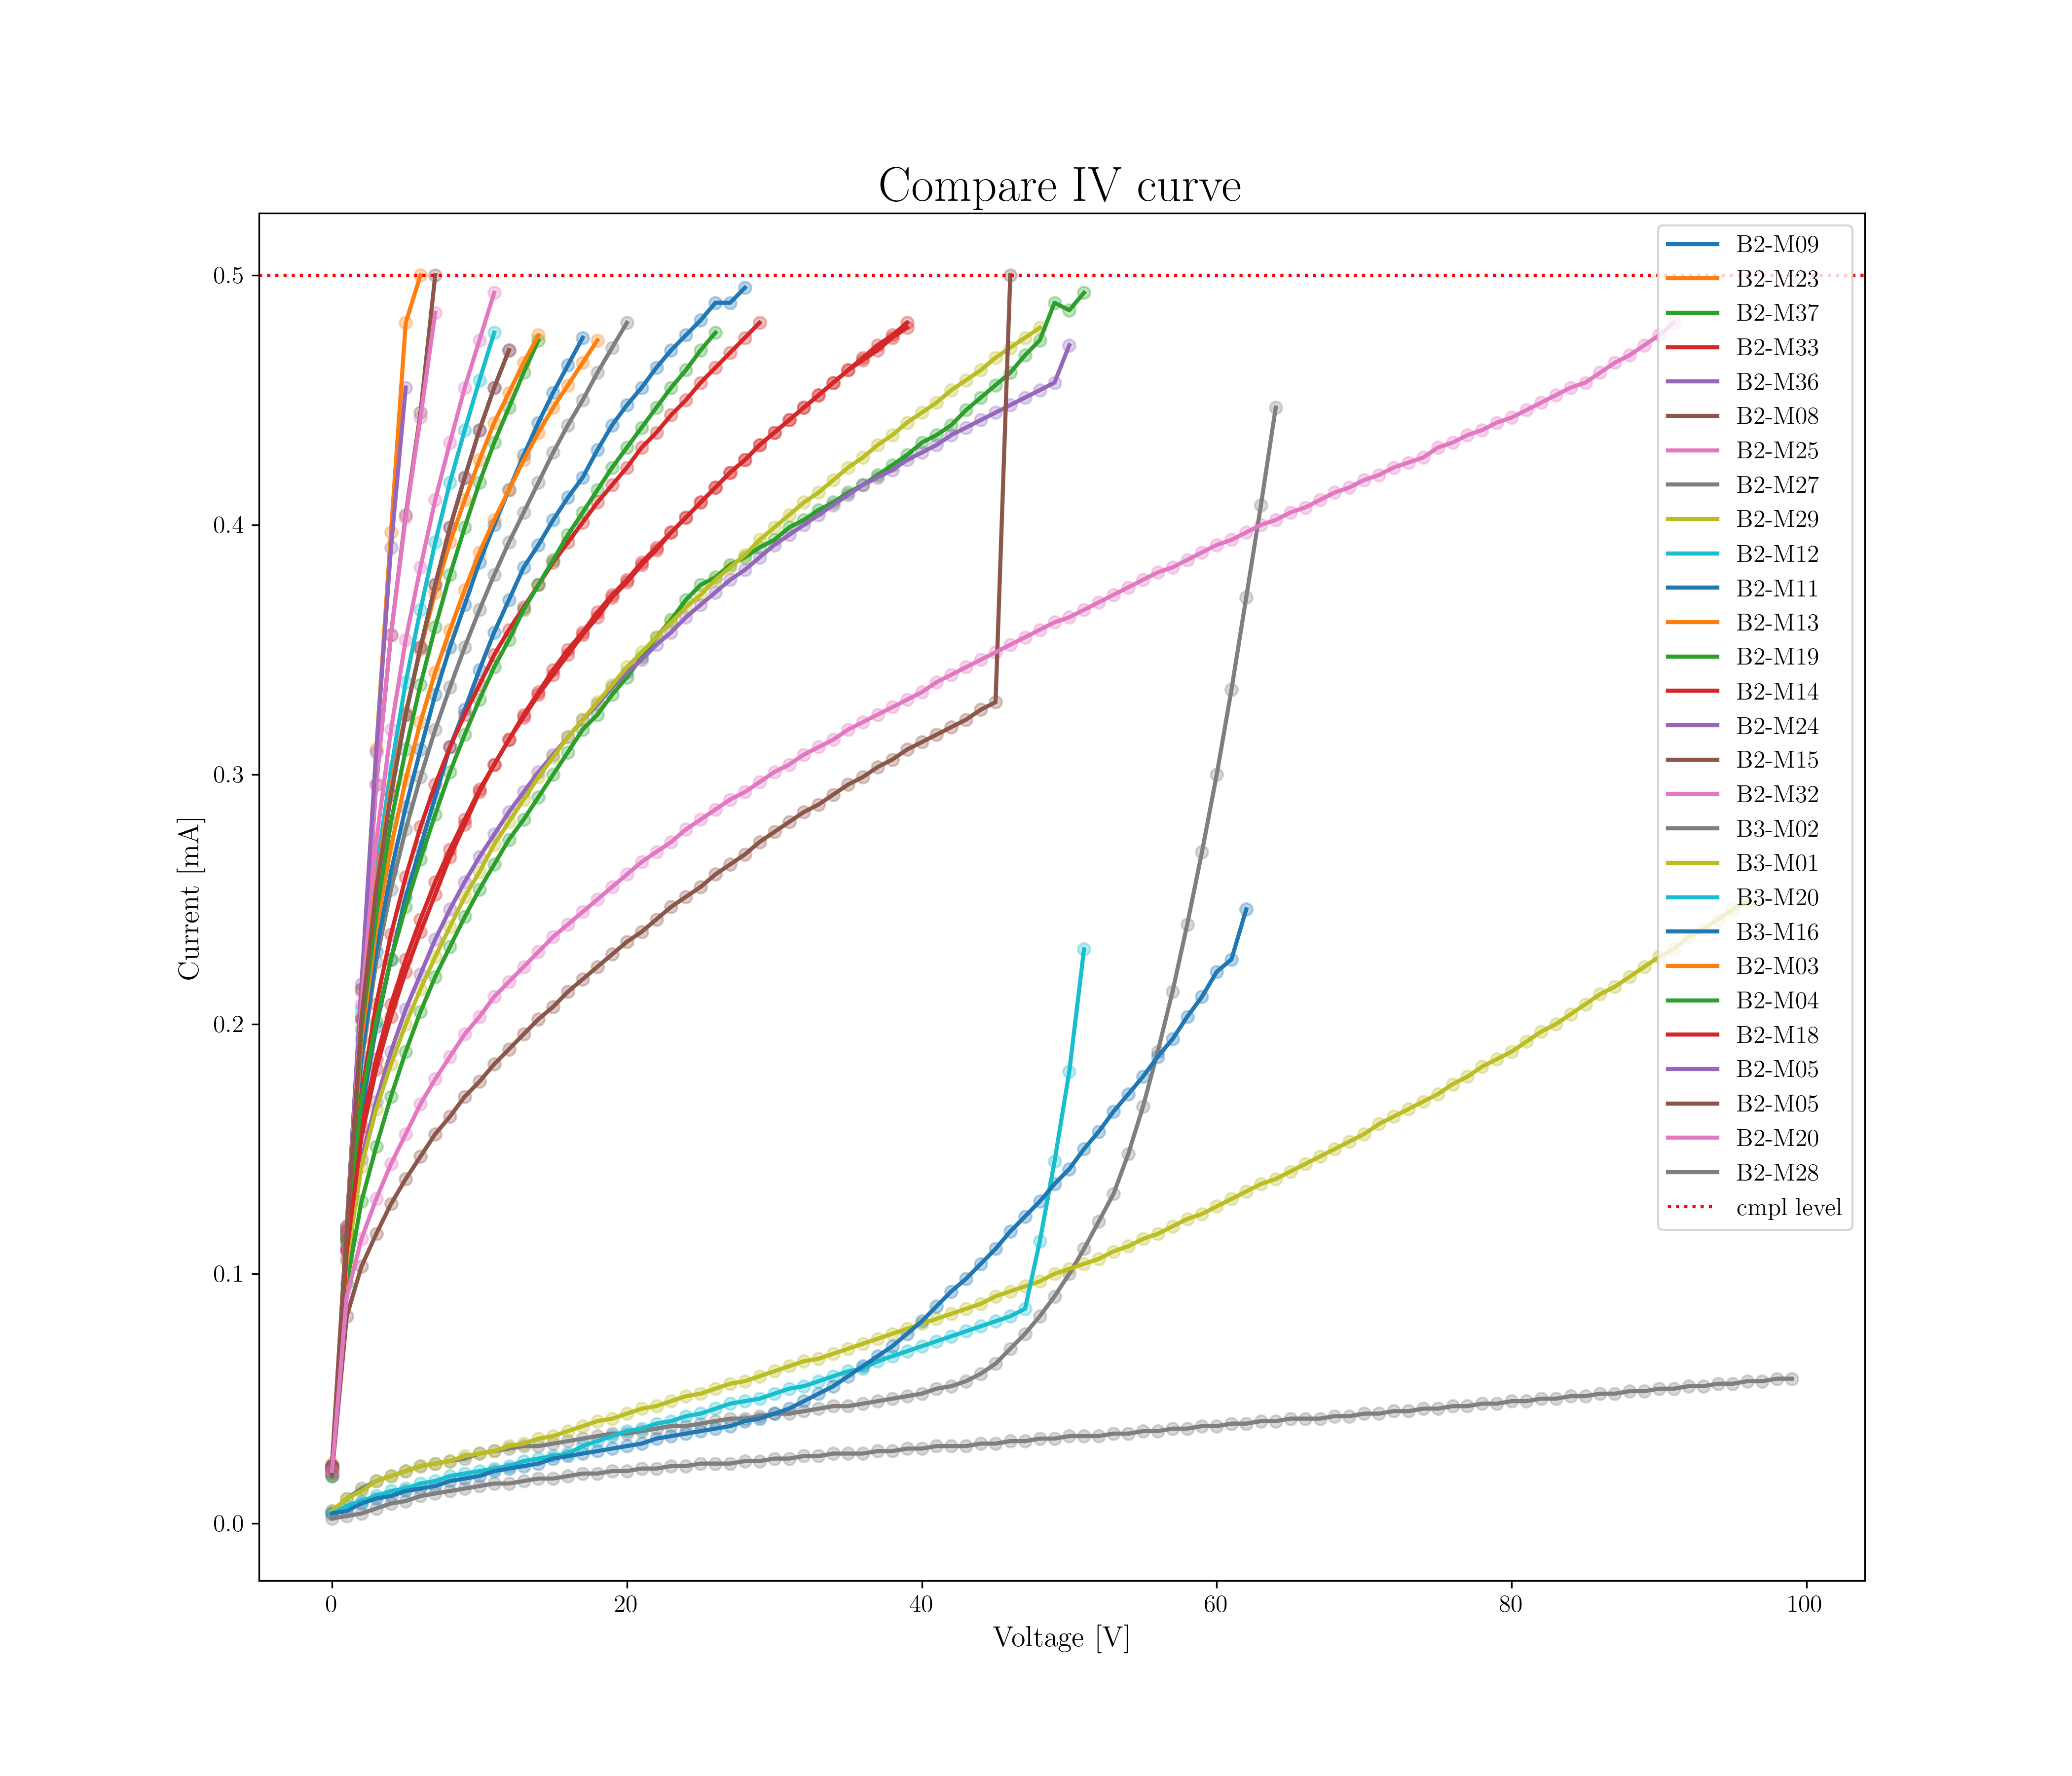 Compare IV curve
0.5
0.4
0.3
0.2
0.1
0.0
Current [mA]
0 20 40 60 80 100
Voltage [V]
B2-M09
B2-M23
B2-M37
B2-M33
B2-M36
B2-M08
B2-M25
B2-M27
B2-M29
B2-M12
B2-M11
B2-M13
B2-M19
B2-M14
B2-M24
B2-M15
B2-M32
B3-M02
B3-M01
B3-M20
B3-M16
B2-M03
B2-M04
B2-M18
B2-M05
B2-M05
B2-M20
B2-M28
cmpl level